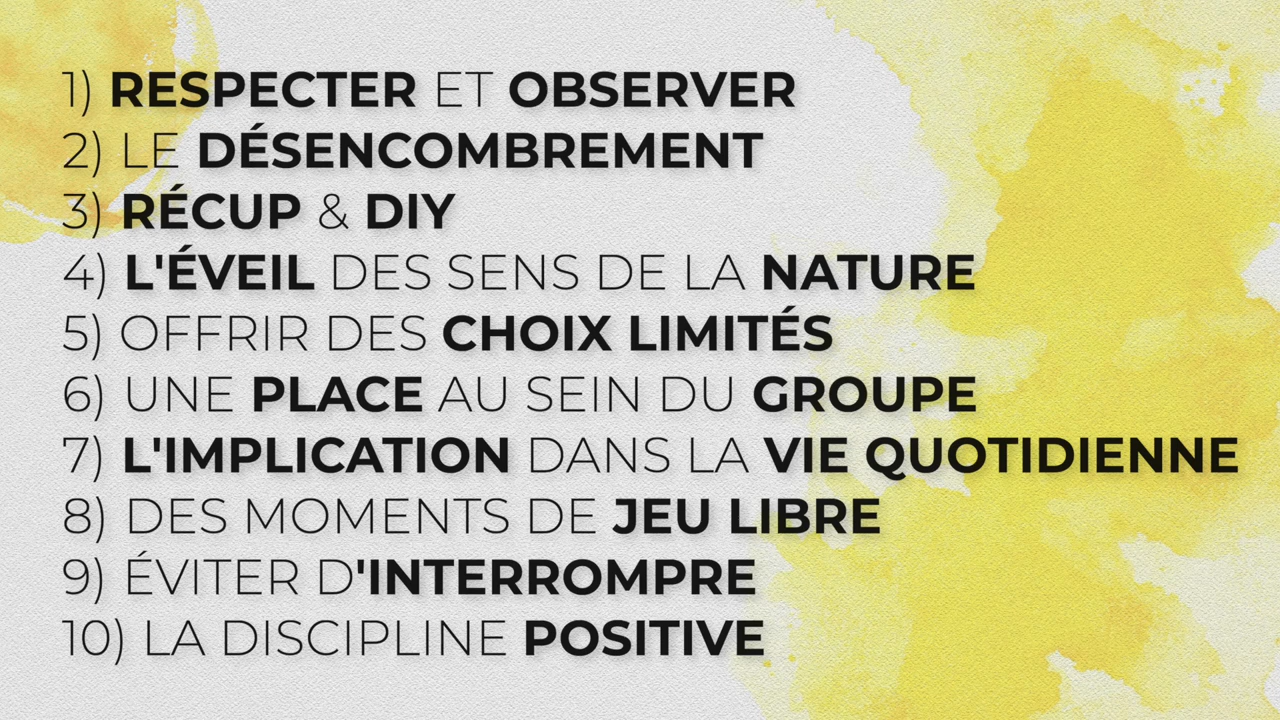 1) RESPECTER ET OBSERVER
2) LE DÉSENCOMBREMENT
3) RÉCUP & DIY
4) L'ÉVEIL DES SENS DE LA NATURE
5) OFFRIR DES CHOIX LIMITÉS
6) UNE PLACE AU SEIN DU GROUPE
7) L'IMPLICATION DANS LA VIE QUOTIDIENNE
8) DES MOMENTS DE JEU LIBRE
9) ÉVITER D'INTERROMPRE
10) LA DISCIPLINE POSITIVE